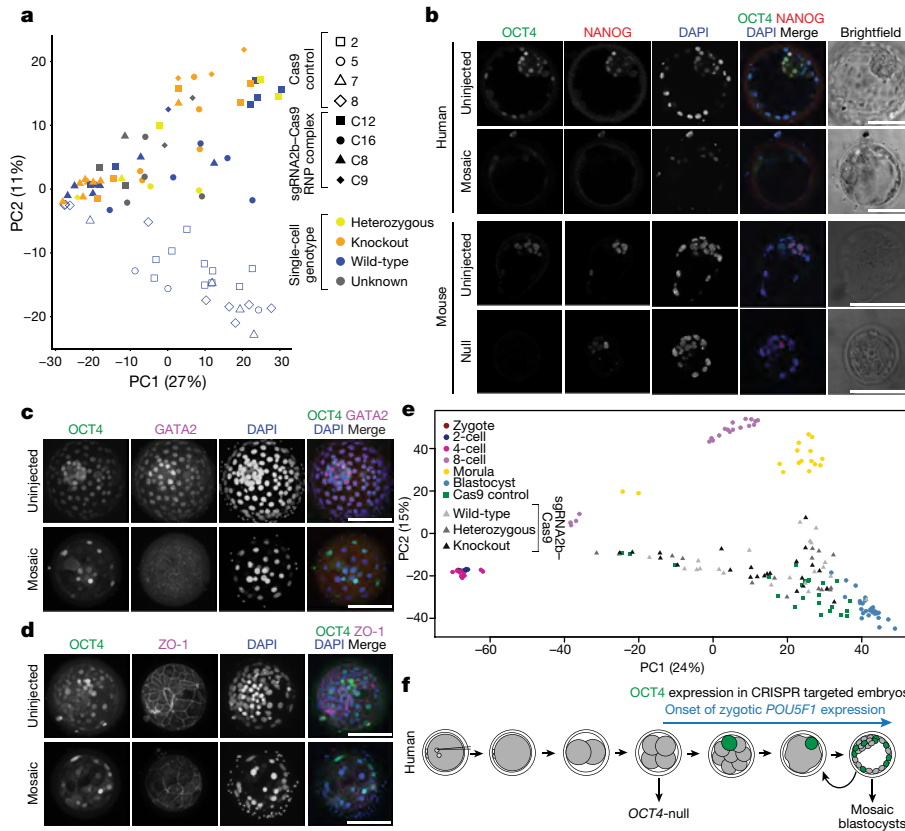 a
PC2 (11%)
20
10
0
−10
−20
−30
−20
−10
0
10
20
30
PC1 (27%)
Cas9 control
2
5
7
8
sgRNA2b–Cas9 RNP complex
C12
C16
C8
C9
Single-cell genotype
Heterozygous
Knockout
Wild-type
Unknown
b
OCT4
NANOG
DAPI
OCT4 NANOG
DAPI Merge
Brightfield
Human
Uninjected
Mosaic
Mouse
Uninjected
Null
c
OCT4
GATA2
DAPI
OCT4 GATA2
DAPI Merge
Uninjected
Mosaic
d
OCT4
ZO-1
DAPI
OCT4 ZO-1
DAPI Merge
Uninjected
Mosaic
e
Zygote
2-cell
4-cell
8-cell
Morula
Blastocyst
Cas9 control
Wild-type
Heterozygous
Knockout
sgRNA2b–
Cas9
PC2 (15%)
40
20
0
−20
−40
−60
−40
−20
0
20
40
PC1 (24%)
f
OCT4 expression in CRISPR targeted embryos
Onset of zygotic POU5F1 expression
Human
OCT4-null
Mosaic
blastocysts